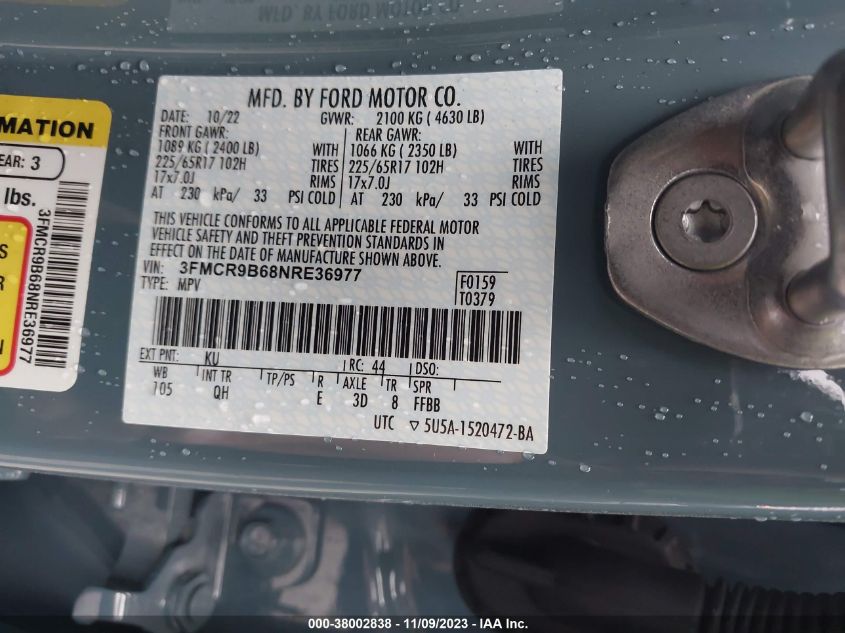 MFD. BY FORD MOTOR CO.
MFD. BY FORD MOTOR CO.
DATE: 10/22 GVWR: 2100 KG ( 4630 LB)
FRONT GAWR: REAR GAWR:
1089 KG ( 2400 LB) WITH 1066 KG ( 2350 LB) WITH
225/65R17 102H TIRES 225/65R17 102H TIRES
17x7.0J RIMS 17x7.0J RIMS
AT 230 kPa/ 33 PSI COLD AT 230 kPa/ 33 PSI COLD
THIS VEHICLE CONFORMS TO ALL APPLICABLE FEDERAL MOTOR
VEHICLE SAFETY AND THEFT PREVENTION STANDARDS IN
EFFECT ON THE DATE OF MANUFACTURE SHOWN ABOVE.
VIN: 3FMCR9B68NRE36977 F0159
TYPE: MPV T0379
EXT PNT: KU RC: 44 DSO:
WB INT TR TP/PS R AXLE TR SPR
105 QH E 3D 8 FFBB
UTC ▽ 5U5A-1520472-BA
EAR: 3
lbs.
3FMCR9B68NRE36977
000-38002838 - 11/09/2023 - IAA Inc.